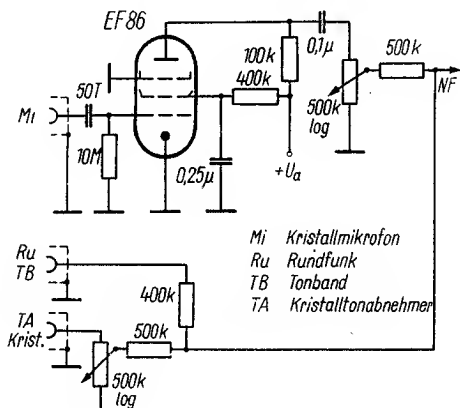 EF86
0,1µ
100k
500k
50T
400k
NF
Mi
500k
log
10M
0,25µ
+Ua
Mi Kristallmikrofon
Ru Rundfunk
TB Tonband
TA Kristalltonabnehmer
Ru
TB
400k
TA
Krist.
500k
500k
log